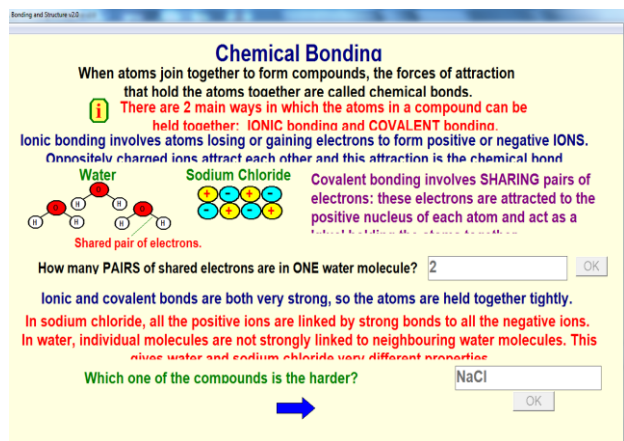 Bonding and Structure v2.0
Chemical Bonding
When atoms join together to form compounds, the forces of attraction
that hold the atoms together are called chemical bonds.
i There are 2 main ways in which the atoms in a compound can be
held together: IONIC bonding and COVALENT bonding.
Ionic bonding involves atoms losing or gaining electrons to form positive or negative IONS.
Oppositely charged ions attract each other and this attraction is the chemical bond
Water
O
H H
O O
H H H H
Shared pair of electrons.
Sodium Chloride
+ - + -
- + - +
Covalent bonding involves SHARING pairs of
electrons: these electrons are attracted to the
positive nucleus of each atom and act as a
holding the atoms together
How many PAIRS of shared electrons are in ONE water molecule? 2 OK
Ionic and covalent bonds are both very strong, so the atoms are held together tightly.
In sodium chloride, all the positive ions are linked by strong bonds to all the negative ions.
In water, individual molecules are not strongly linked to neighbouring water molecules. This
gives water and sodium chloride very different properties
Which one of the compounds is the harder? NaCl
OK